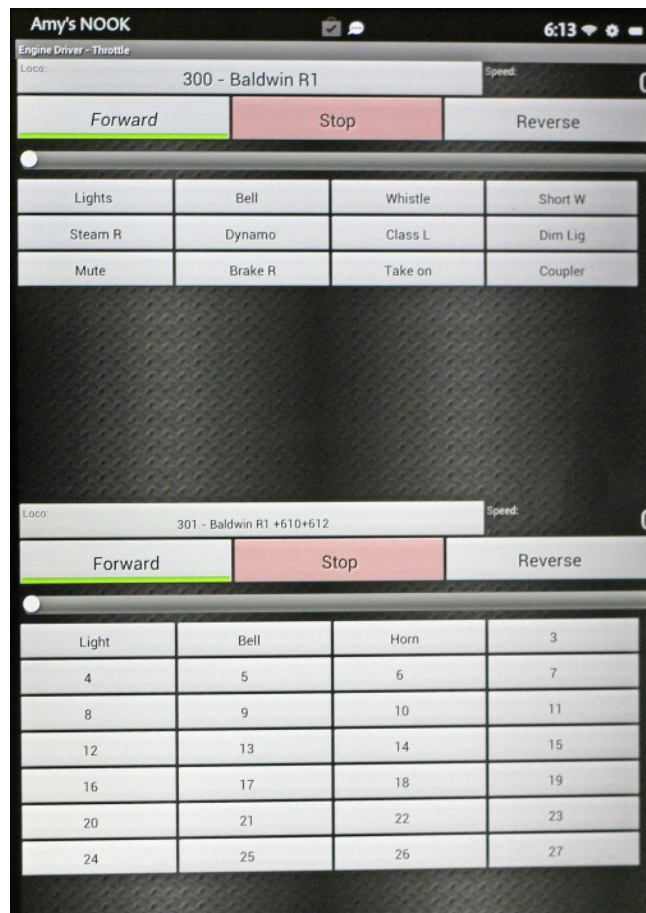 Amy's NOOK 6:13
Engine Driver - Throttle
Loco: 300 - Baldwin R1 Speed: 0
Forward Stop Reverse
Lights Bell Whistle Short W
Steam R Dynamo Class L Dim Lig
Mute Brake R Take on Coupler
Loco: 301 - Baldwin R1 +610+612 Speed: 0
Forward Stop Reverse
Light Bell Horn 3
4 5 6 7
8 9 10 11
12 13 14 15
16 17 18 19
20 21 22 23
24 25 26 27